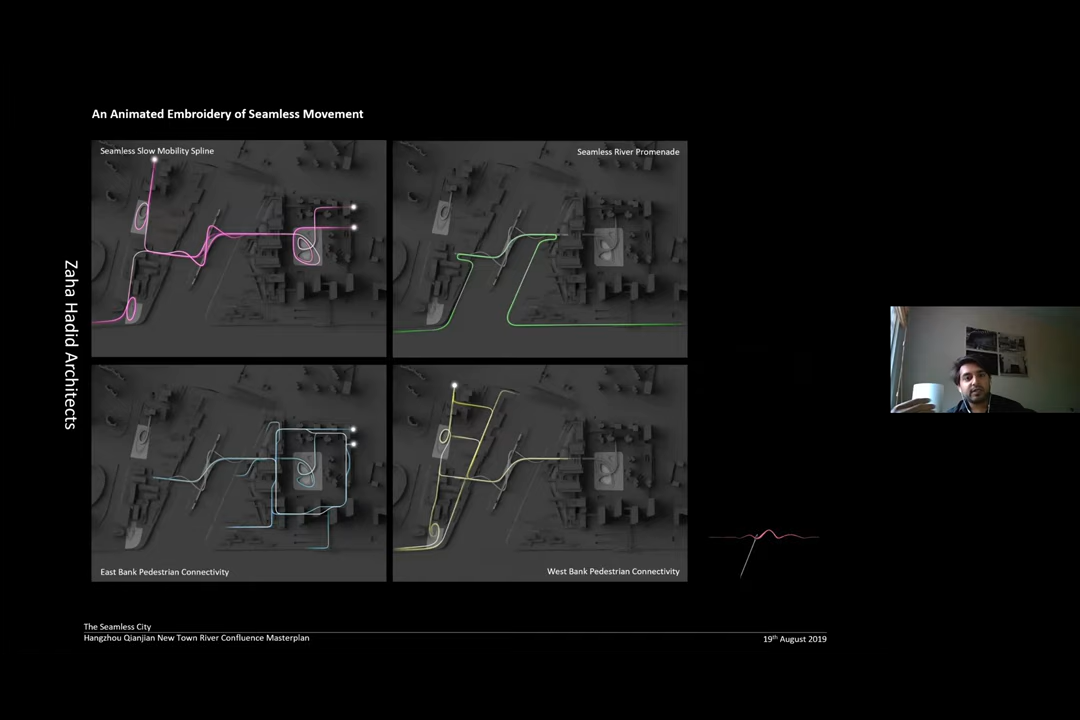 An Animated Embroidery of Seamless Movement
Seamless Slow Mobility Spline
Seamless River Promenade
Zaha Hadid Architects
East Bank Pedestrian Connectivity
West Bank Pedestrian Connectivity
The Seamless City
Hangzhou Qianjian New Town River Confluence Masterplan
19th August 2019